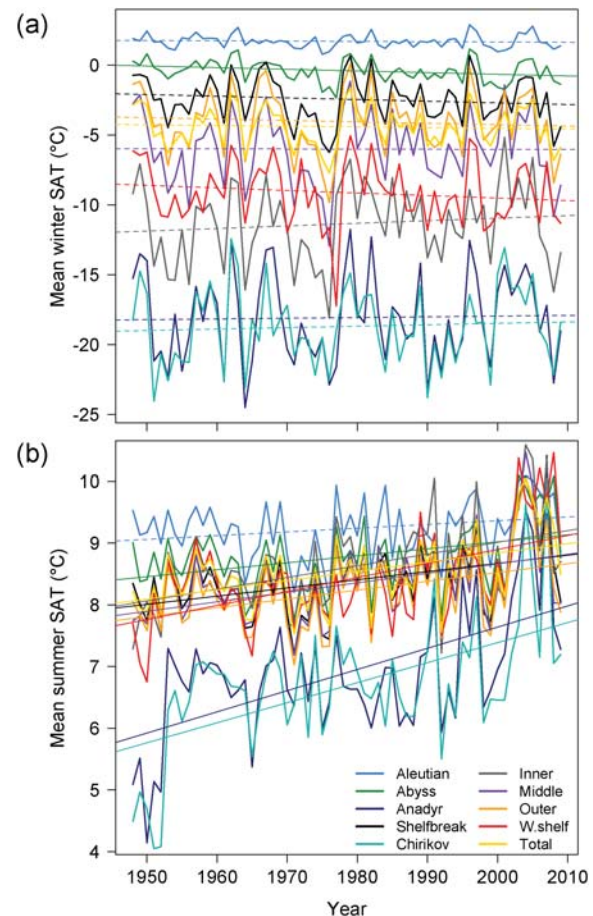 (a)
Mean winter SAT (°C)
0
-5
-10
-15
-20
-25
(b)
Mean summer SAT (°C)
10
9
8
7
6
5
4
Aleutian
Abyss
Anadyr
Shelfbreak
Chirikov
Inner
Middle
Outer
W.shelf
Total
1950 1960 1970 1980 1990 2000 2010
Year